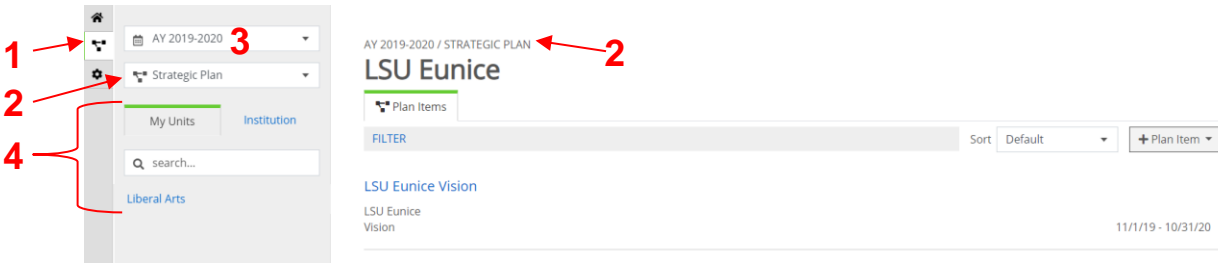 1
2
3
4
AY 2019-2020
Strategic Plan
My Units
Institution
search...
Liberal Arts
AY 2019-2020 / STRATEGIC PLAN
2
LSU Eunice
Plan Items
FILTER
Sort
Default
+ Plan Item
LSU Eunice Vision
LSU Eunice
Vision
11/1/19 - 10/31/20